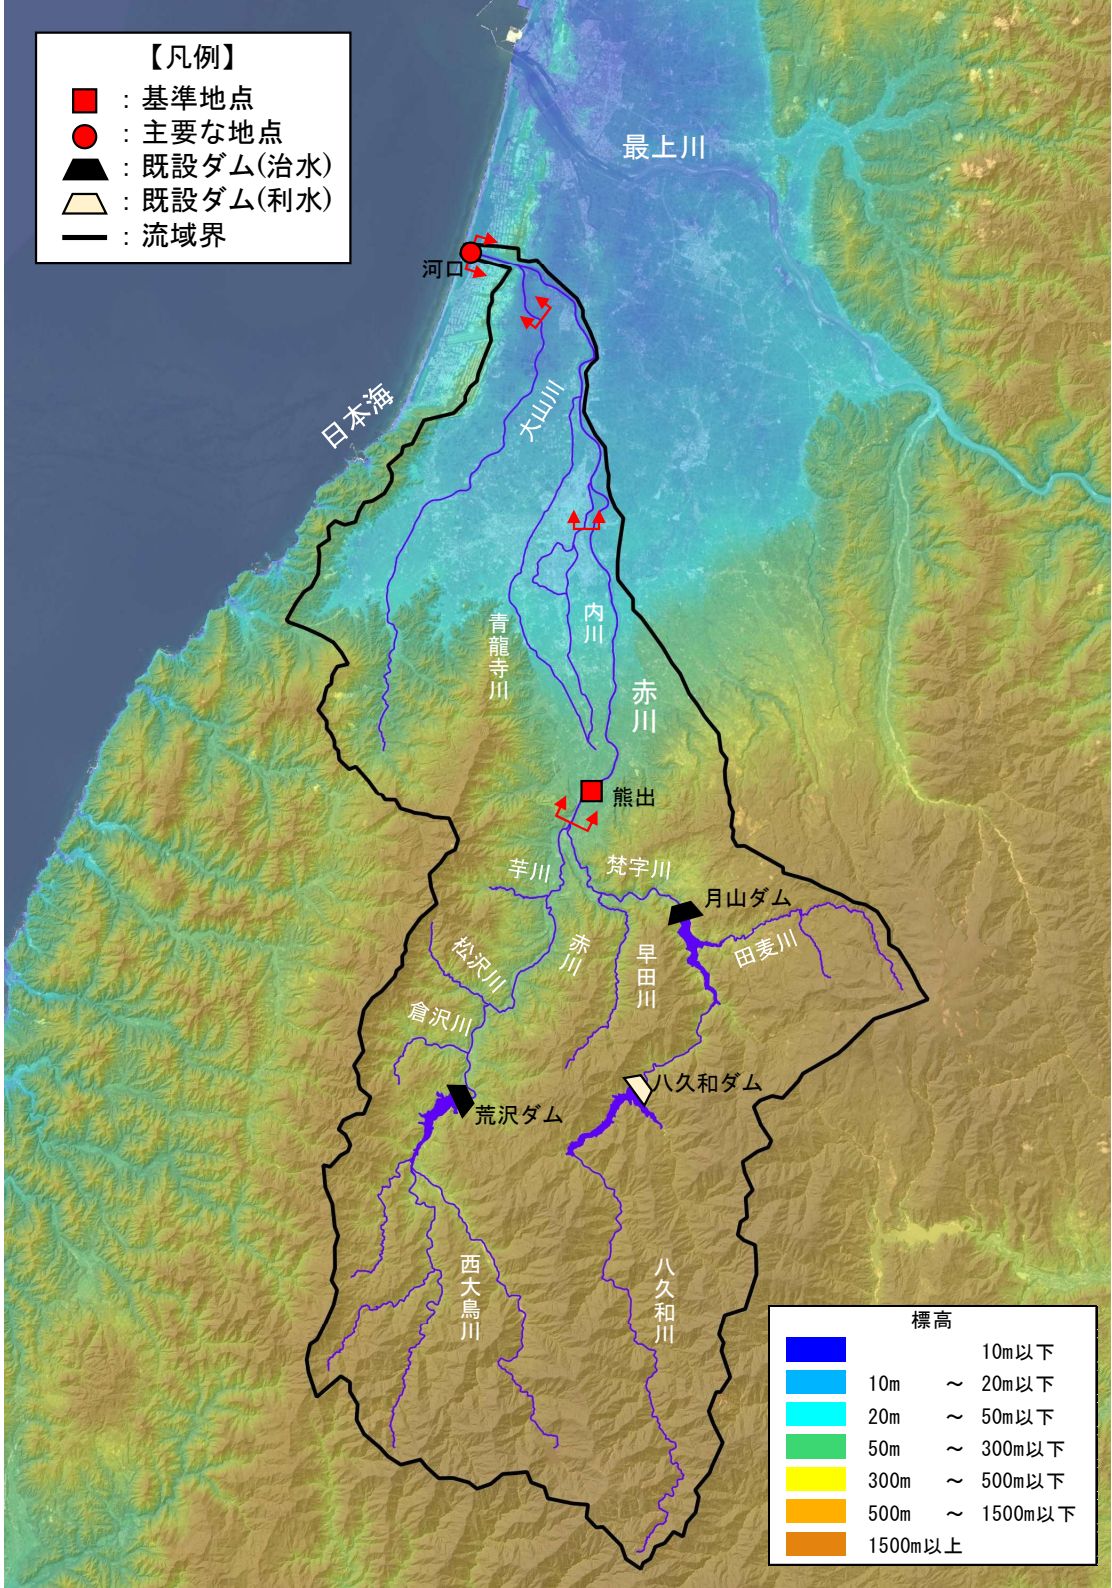 【凡例】
：基準地点
：主要な地点
：既設ダム(治水)
：既設ダム(利水)
：流域界
最上川
河口
日本海
大山川
内川
青龍寺川
赤川
熊出
芋川
梵字川
月山ダム
田麦川
松沢川
赤川
早田川
倉沢川
八久和ダム
荒沢ダム
西大鳥川
八久和川
標高
10m以下
10m ～ 20m以下
20m ～ 50m以下
50m ～ 300m以下
300m ～ 500m以下
500m ～ 1500m以下
1500m以上